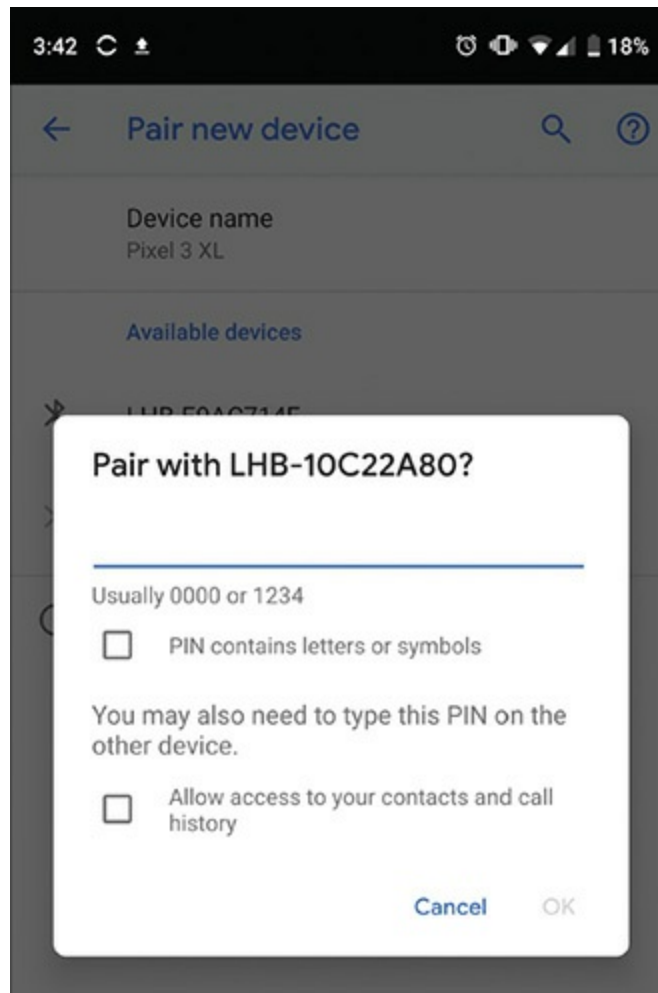 3:42 18%
Pair new device
Device name
Pixel 3 XL
Available devices
Pair with LHB-10C22A80?
Usually 0000 or 1234
PIN contains letters or symbols
You may also need to type this PIN on the
other device.
Allow access to your contacts and call
history
Cancel OK